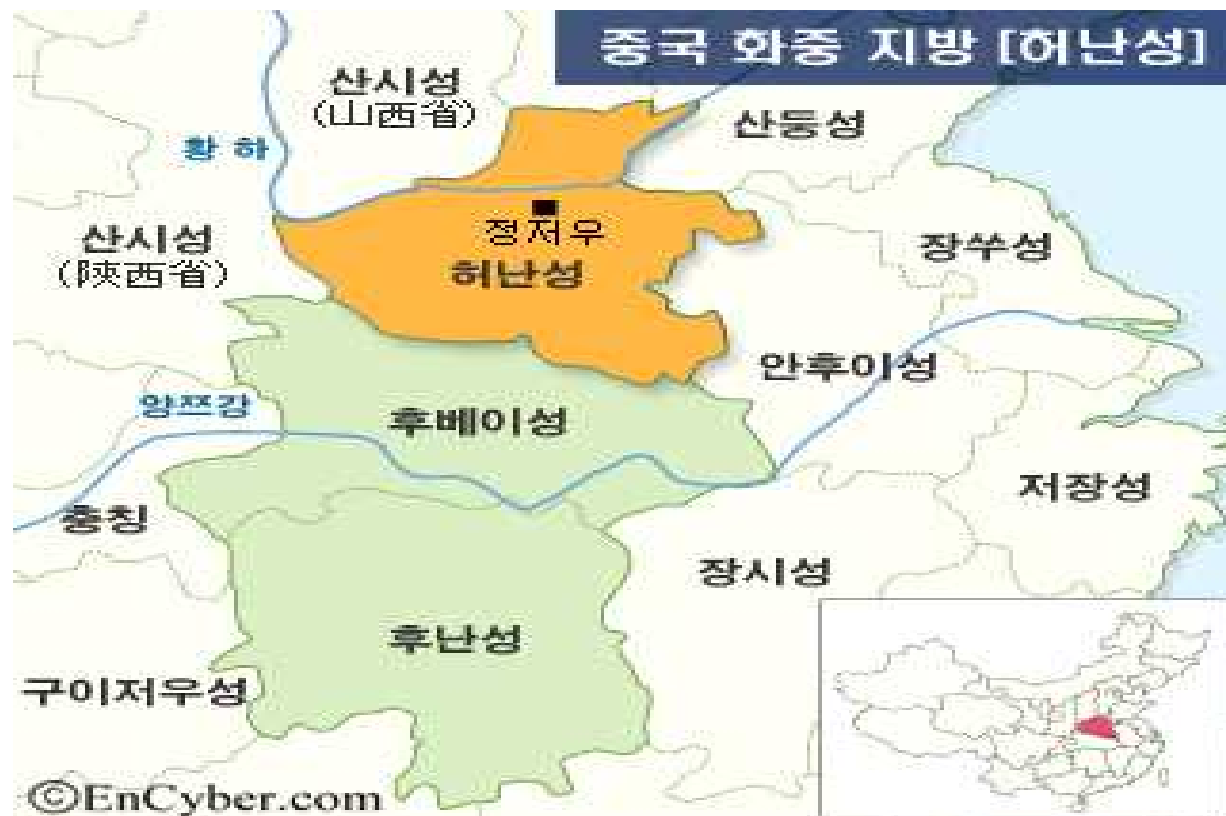 중국 화중 지방 [허난성]
산시성
(山西省)
산둥성
황 하
정저우
산시성
(陝西省)
허난성
장쑤성
안후이성
양쯔강
후베이성
저장성
충칭
장시성
후난성
구이저우성
©EnCyber.com